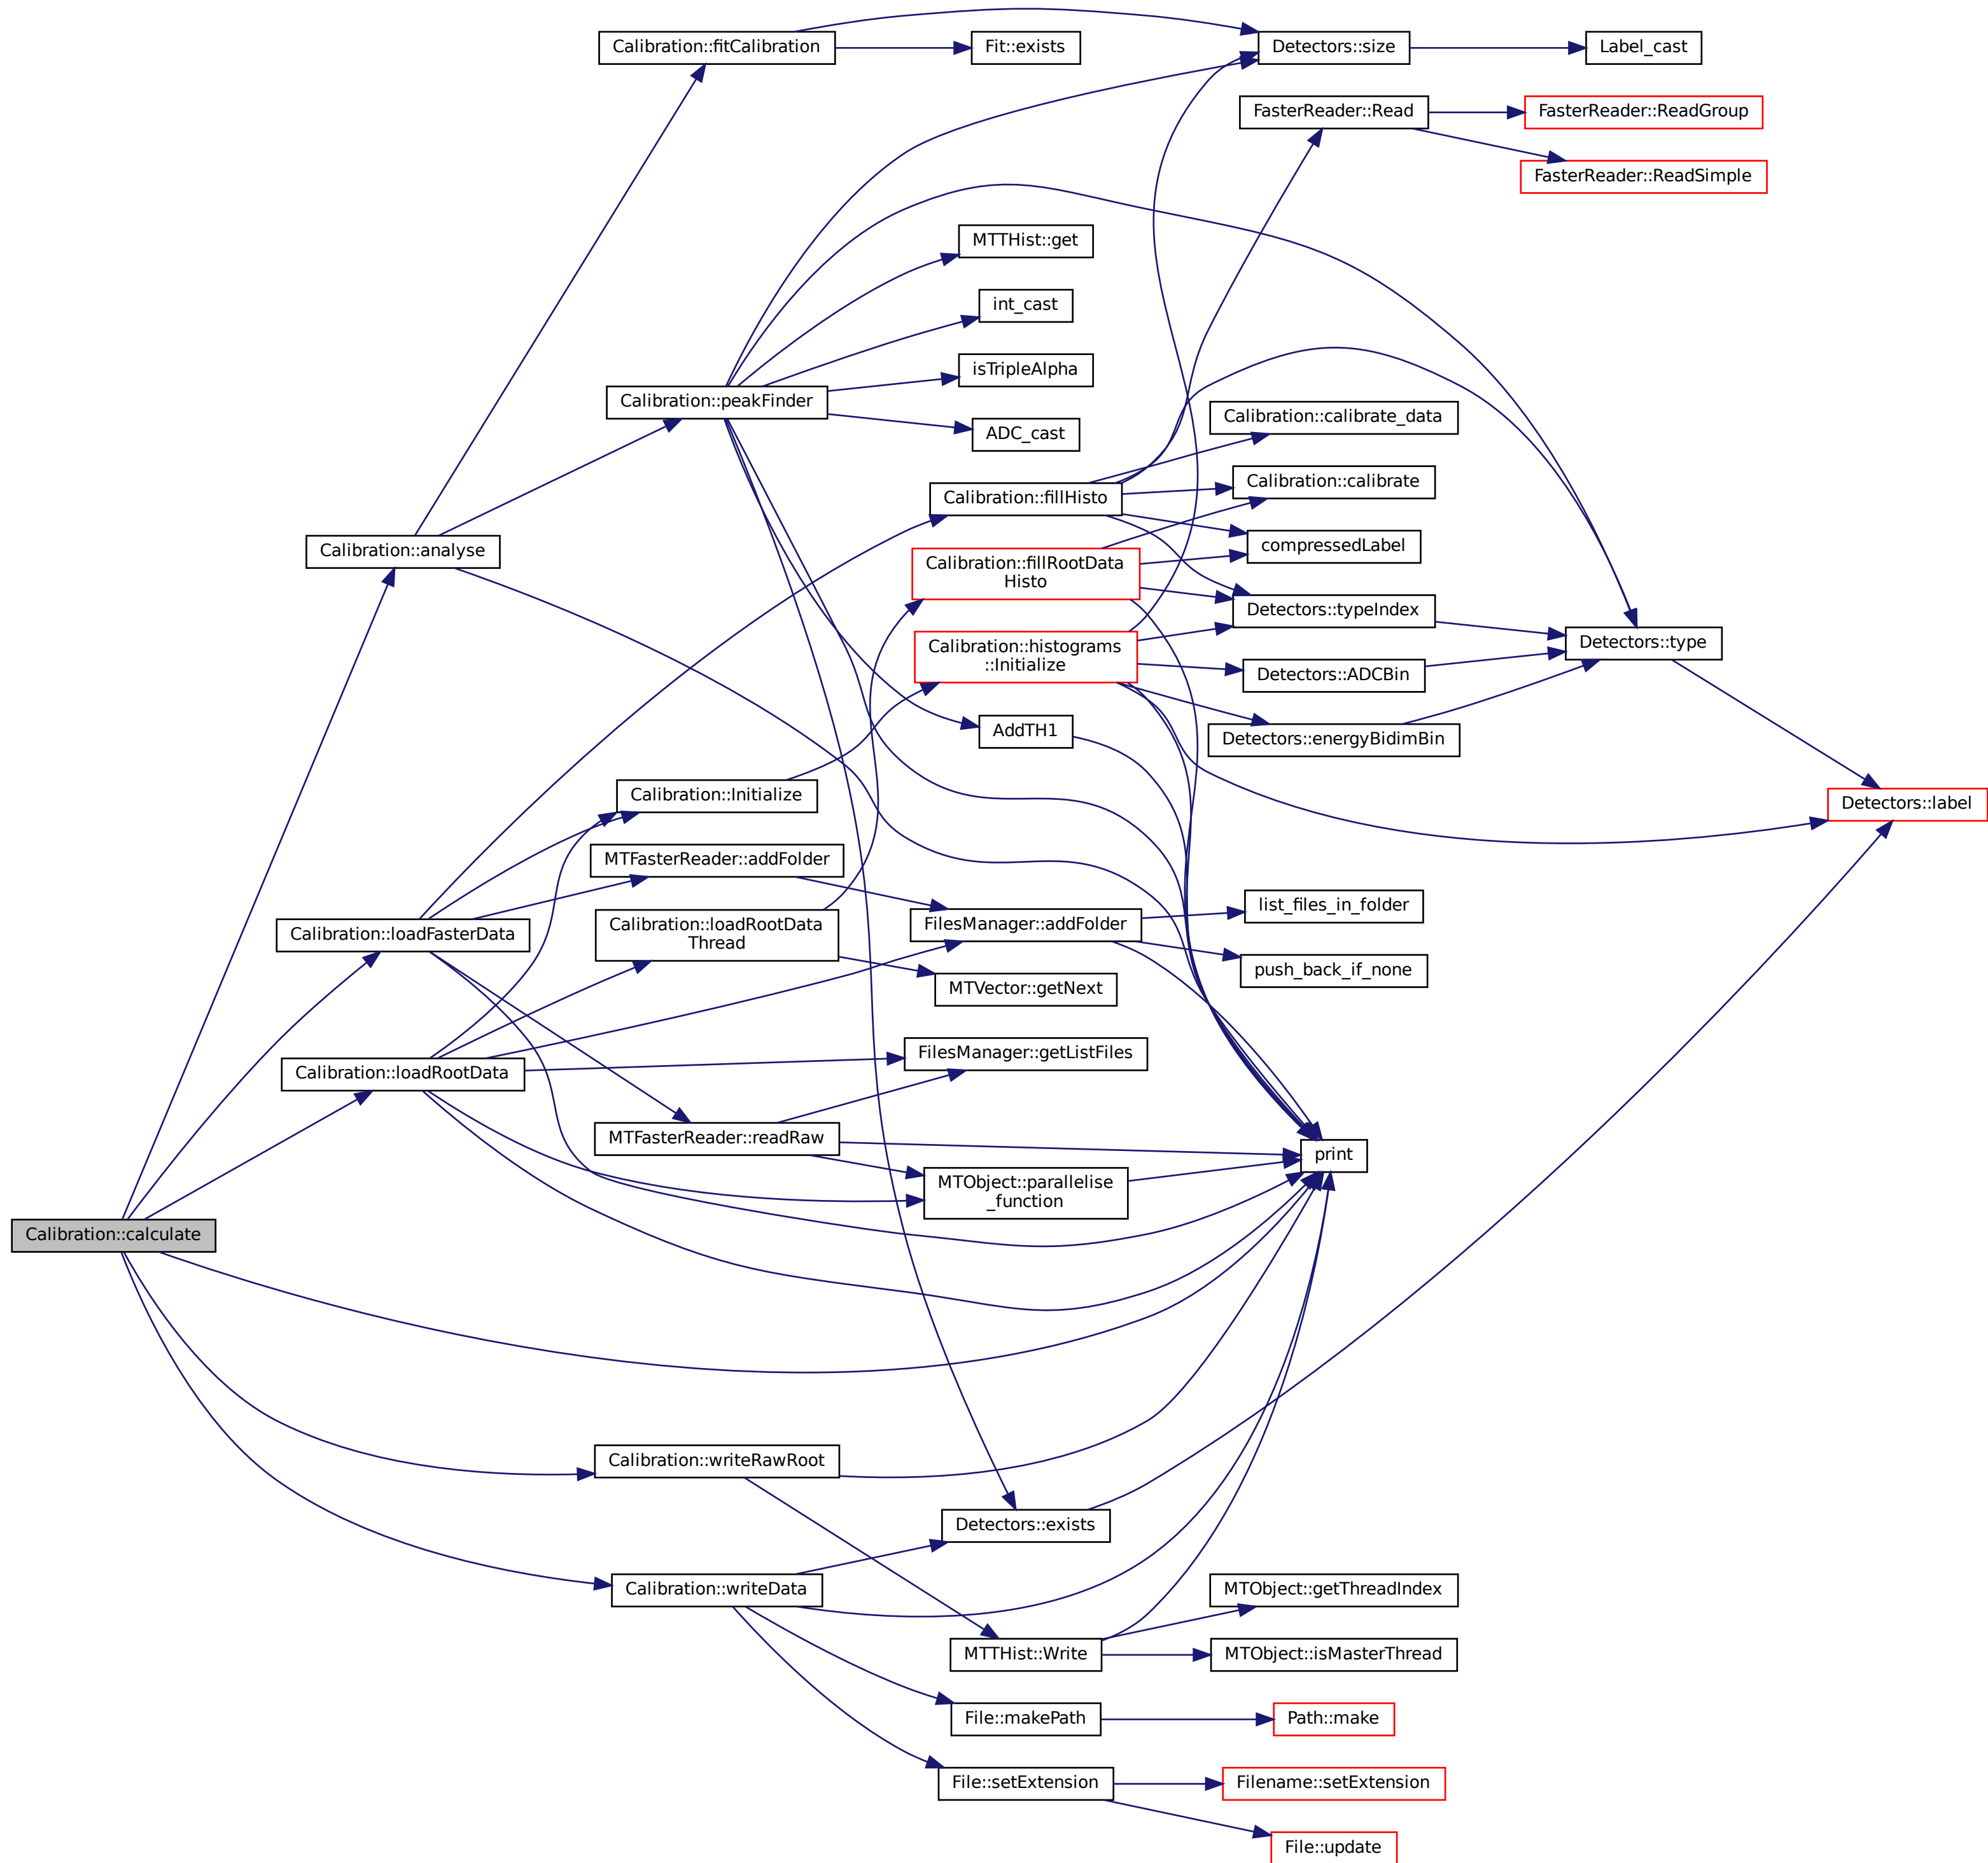 Calibration::fitCalibration
Fit::exists
Detectors::size
Label_cast
FasterReader::Read
FasterReader::ReadGroup
FasterReader::ReadSimple
MTTHist::get
int_cast
isTripleAlpha
Calibration::peakFinder
ADC_cast
Calibration::calibrate_data
Calibration::calibrate
Calibration::fillHisto
compressedLabel
Calibration::analyse
Calibration::fillRootData
Histo
Detectors::typeIndex
Detectors::type
Calibration::histograms
::Initialize
Detectors::ADCBin
AddTH1
Detectors::energyBidimBin
Calibration::Initialize
Detectors::label
MTFasterReader::addFolder
Calibration::loadFasterData
Calibration::loadRootData
Thread
FilesManager::addFolder
list_files_in_folder
push_back_if_none
MTVector::getNext
FilesManager::getListFiles
Calibration::loadRootData
MTFasterReader::readRaw
print
MTObject::parallelise
_function
Calibration::calculate
Calibration::writeRawRoot
Detectors::exists
Calibration::writeData
MTObject::getThreadIndex
MTTHist::Write
MTObject::isMasterThread
File::makePath
Path::make
File::setExtension
Filename::setExtension
File::update